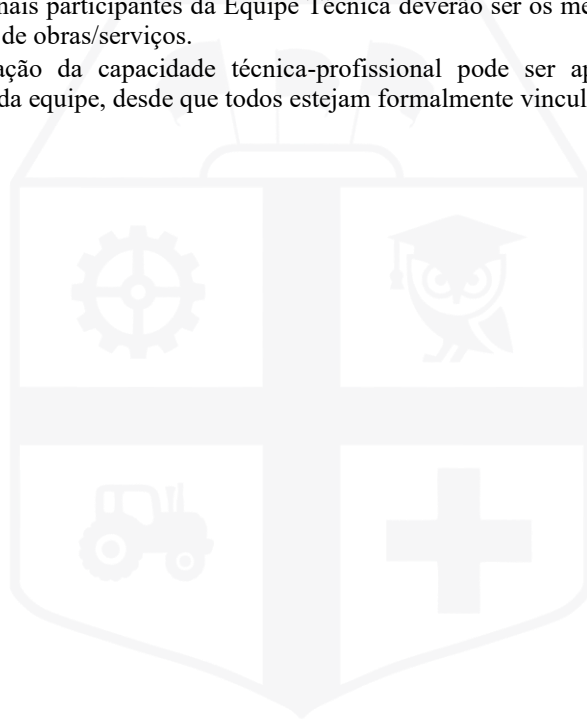 nais participantes da Equipe Técnica deverão ser os me
de obras/serviços.
ação da capacidade técnica-profissional pode ser ap
da equipe, desde que todos estejam formalmente vincul